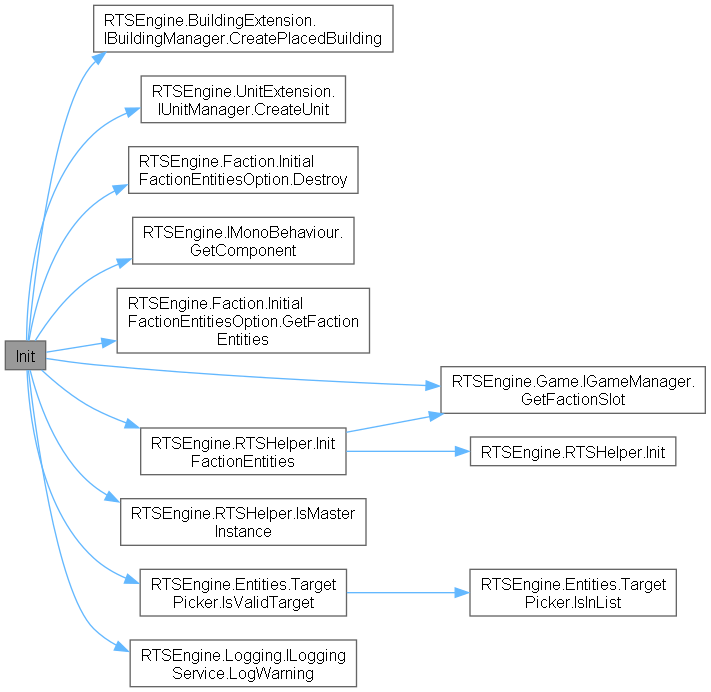 RTSEngine.BuildingExtension.
IBuildingManager.CreatePlacedBuilding
RTSEngine.UnitExtension.
IUnitManager.CreateUnit
RTSEngine.Faction.Initial
FactionEntitiesOption.Destroy
RTSEngine.IMonoBehaviour.
GetComponent
RTSEngine.Faction.Initial
FactionEntitiesOption.GetFaction
Entities
Init
RTSEngine.Game.IGameManager.
GetFactionSlot
RTSEngine.RTSHelper.Init
FactionEntities
RTSEngine.RTSHelper.Init
RTSEngine.RTSHelper.IsMaster
Instance
RTSEngine.Entities.Target
Picker.IsValidTarget
RTSEngine.Entities.Target
Picker.IsInList
RTSEngine.Logging.ILogging
Service.LogWarning